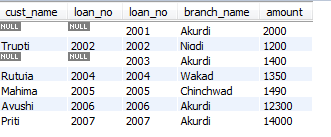 cust_name loan_no loan_no branch_name amount
NULL NULL 2001 Akurdi 2000
Trupti 2002 2002 Nigdi 1200
NULL NULL 2003 Akurdi 1400
Rutuja 2004 2004 Wakad 1350
Mahima 2005 2005 Chinchwad 1490
Avushi 2006 2006 Akurdi 12300
Priti 2007 2007 Akurdi 14000